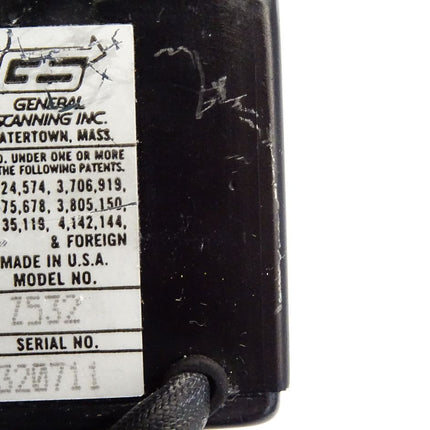 GS
GENERAL
SCANNING INC.
ATERTOWN, MASS.
D. UNDER ONE OR MORE
THE FOLLOWING PATENTS.
24,574, 3,706,919,
75,678, 3,805,150,
35,119, 4,142,144,
& FOREIGN
MADE IN U.S.A.
MODEL NO.
Z532
SERIAL NO.
320711